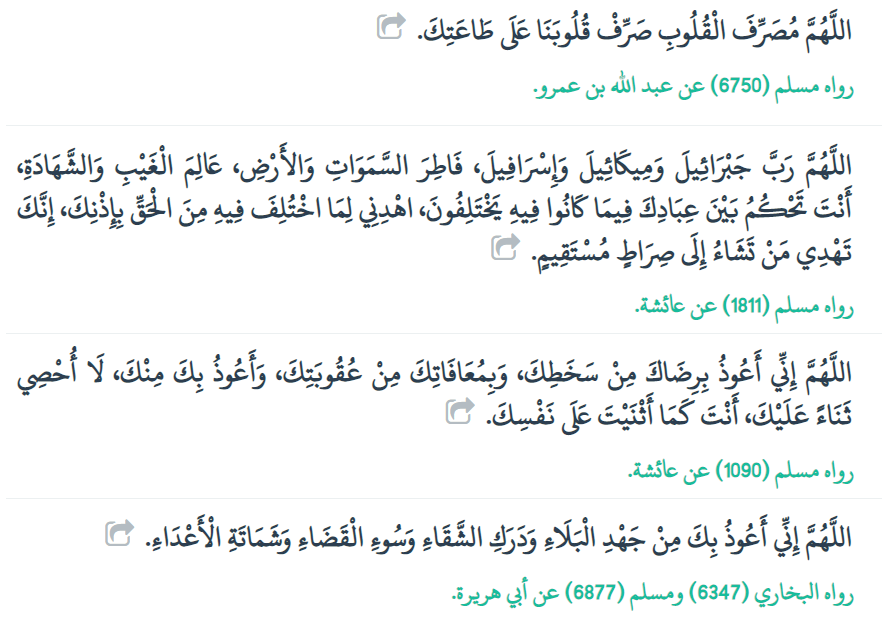 اللَّهُمَّ مُصَرِّفَ الْقُلُوبِ صَرِّفْ قُلُوبَنَا عَلَى طَاعَتِكَ.
رواه مسلم (6750) عن عبد الله بن عمرو.
اللَّهُمَّ رَبَّ جَبْرَائِيلَ وَمِيكَائِيلَ وَإِسْرَافِيلَ، فَاطِرَ السَّمَوَاتِ وَالأَرْضِ، عَالِمَ الْغَيْبِ وَالشَّهَادَةِ،
أَنْتَ تَحْكُمُ بَيْنَ عِبَادِكَ فِيمَا كَانُوا فِيهِ يَخْتَلِفُونَ، اهْدِنِي لِمَا اخْتُلِفَ فِيهِ مِنَ الْحَقِّ بِإِذْنِكَ، إِنَّكَ
تَهْدِي مَنْ تَشَاءُ إِلَى صِرَاطٍ مُسْتَقِيمٍ.
رواه مسلم (1811) عن عائشة.
اللَّهُمَّ إِنِّي أَعُوذُ بِرِضَاكَ مِنْ سَخَطِكَ، وَبِمُعَافَاتِكَ مِنْ عُقُوبَتِكَ، وَأَعُوذُ بِكَ مِنْكَ، لَا أُحْصِي
ثَنَاءً عَلَيْكَ، أَنْتَ كَمَا أَثْنَيْتَ عَلَى نَفْسِكَ.
رواه مسلم (1090) عن عائشة.
اللَّهُمَّ إِنِّي أَعُوذُ بِكَ مِنْ جَهْدِ الْبَلَاءِ وَدَرَكِ الشَّقَاءِ وَسُوءِ الْقَضَاءِ وَشَمَاتَةِ الْأَعْدَاءِ.
رواه البخاري (6347) ومسلم (6877) عن أبي هريرة.